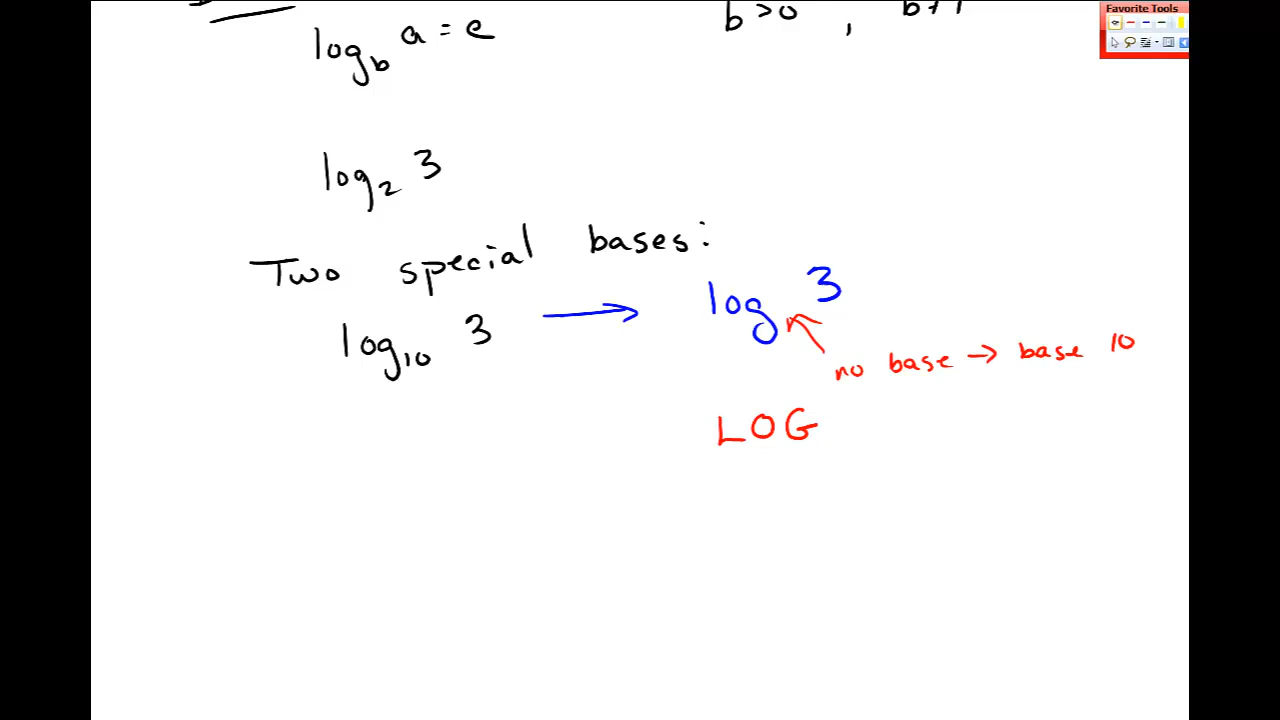 log_b a = e
b > 0 , b ≠ 1
Favorite Tools
log_2 3
Two special bases:
log_10 3 → log 3
no base → base 10
LOG